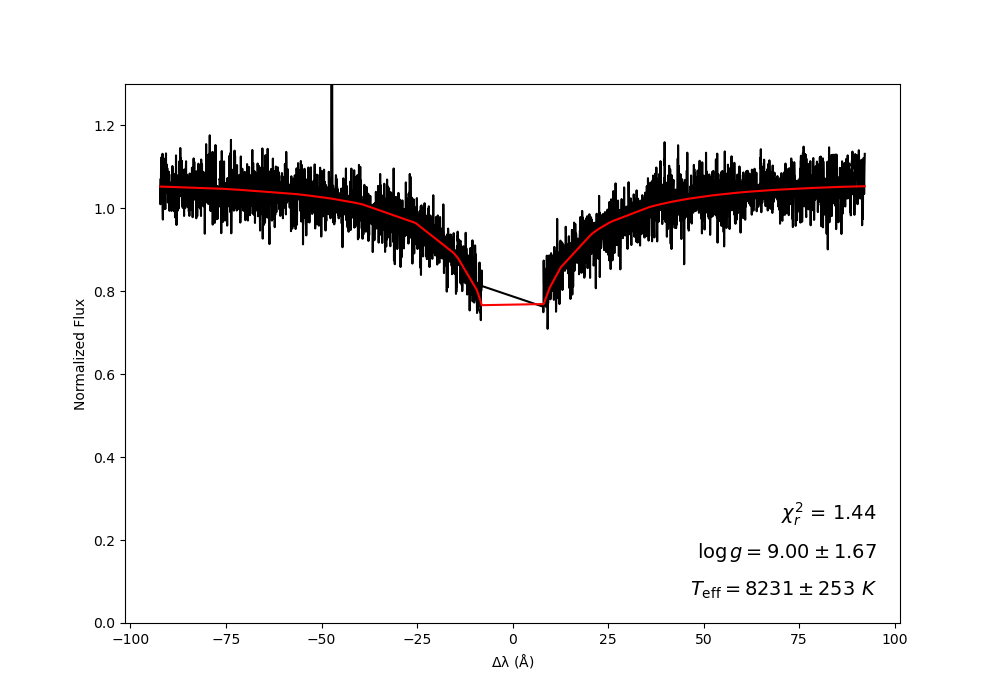 1.2
1.0
0.8
0.6
0.4
0.2
0.0
Normalized Flux
χ²ᵣ = 1.44
log g = 9.00 ± 1.67
T_eff = 8231 ± 253 K
−100 −75 −50 −25 0 25 50 75 100
Δλ (Å)